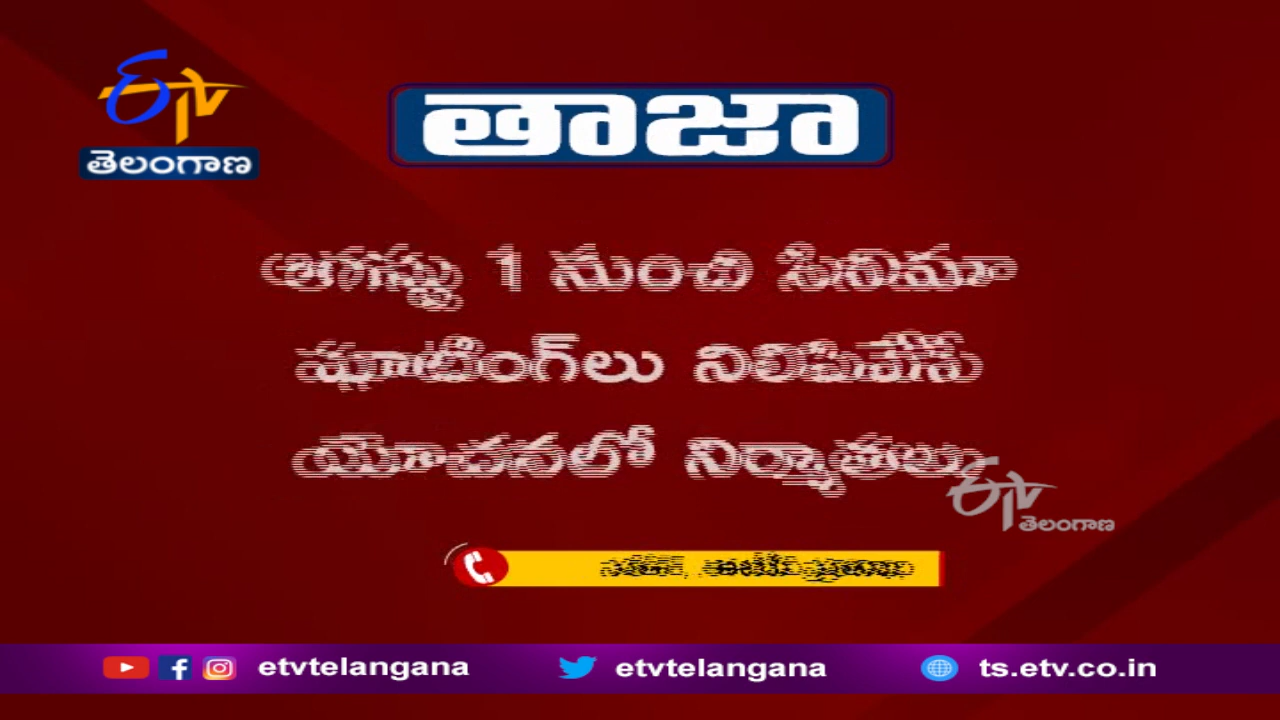 ETV
తెలంగాణ
తాజా
ఆగస్టు 1 నుంచి సినిమా
షూటింగ్‌లు నిలిపివేసే
యోచనలో నిర్మాతలు
ETV
తెలంగాణ
etvtelangana
etvtelangana
ts.etv.co.in